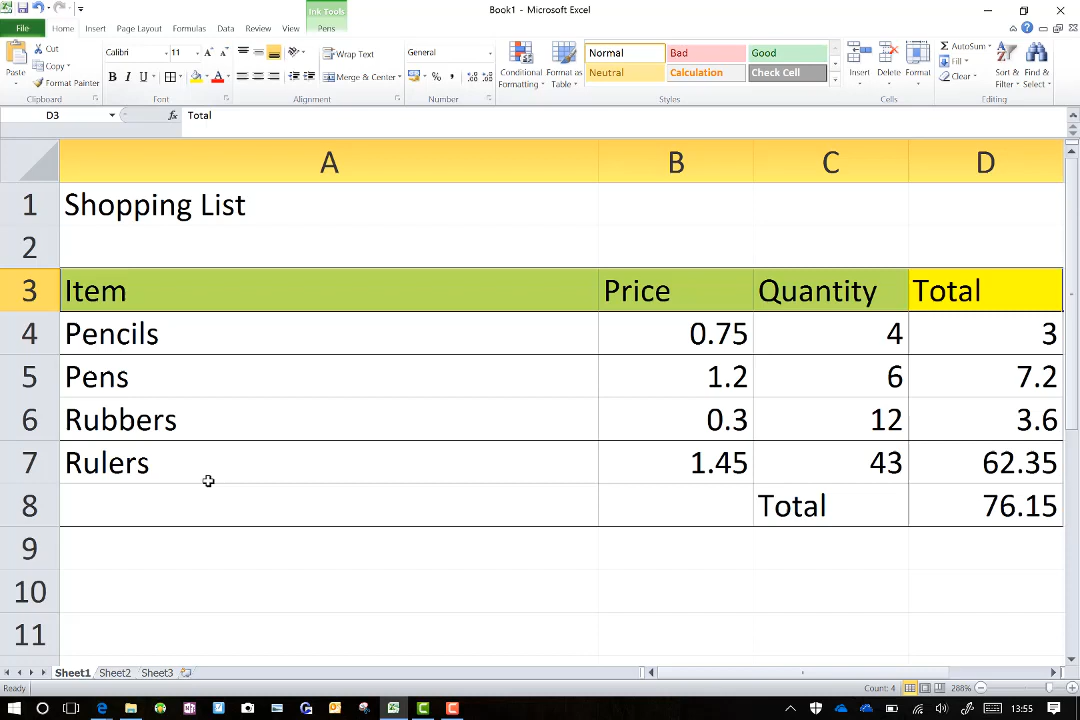 Book1 - Microsoft Excel
Ink Tools
File Home Insert Page Layout Formulas Data Review View Pens
Paste Cut Copy Format Painter Clipboard
Calibri 11 B I U A Font
Wrap Text Merge & Center Alignment
General % , Number
Conditional Formatting Format as Table
Normal Bad Good
Neutral Calculation Check Cell
Styles
Insert Delete Format Cells
AutoSum Fill Clear Sort & Filter Find & Select Editing
D3 fx Total
A B C D
1 Shopping List
2
3 Item Price Quantity Total
4 Pencils 0.75 4 3
5 Pens 1.2 6 7.2
6 Rubbers 0.3 12 3.6
7 Rulers 1.45 43 62.35
8 Total 76.15
9
10
11
Sheet1 Sheet2 Sheet3
Ready Count: 4 288%
13:55